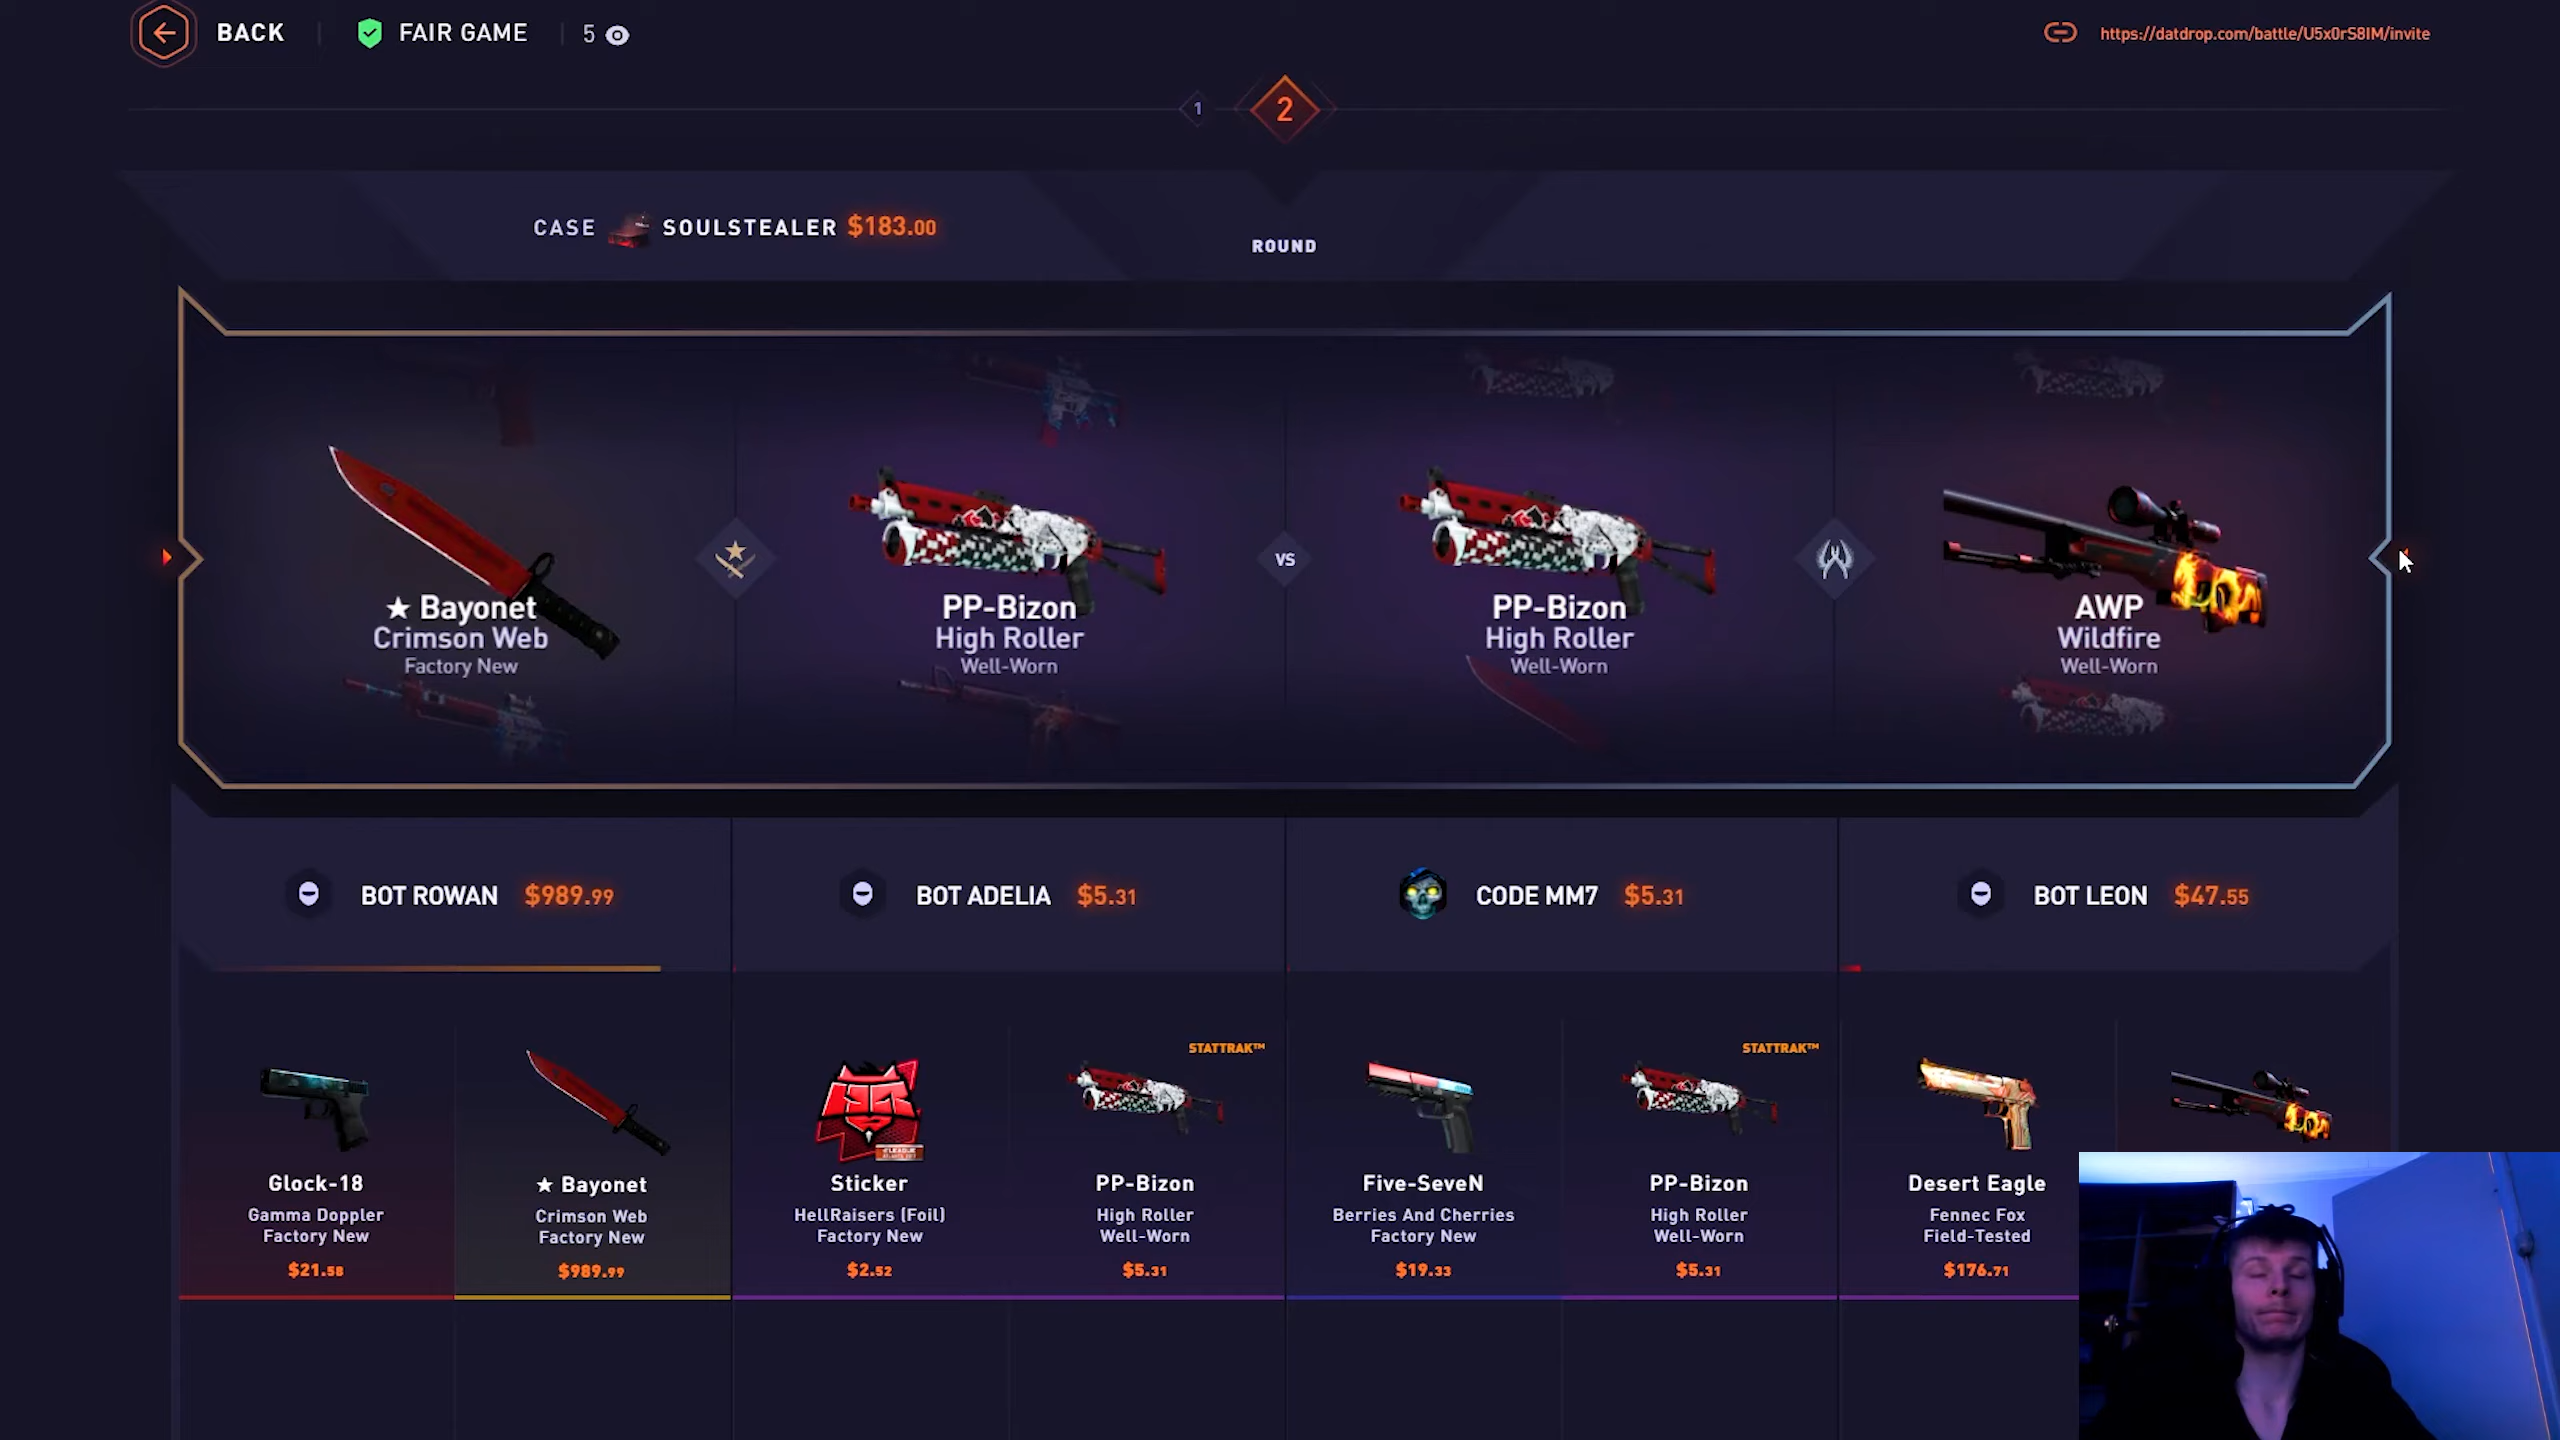 BACK
FAIR GAME
5
https://datdrop.com/battle/U5x0rS8IM/invite
1
2
CASE SOULSTEALER $183.00
ROUND
★ Bayonet
Crimson Web
Factory New
PP-Bizon
High Roller
Well-Worn
VS
PP-Bizon
High Roller
Well-Worn
AWP
Wildfire
Well-Worn
BOT ROWAN $989.99
BOT ADELIA $5.31
CODE MM7 $5.31
BOT LEON $47.55
Glock-18
Gamma Doppler
Factory New
$21.58
★ Bayonet
Crimson Web
Factory New
$989.99
Sticker
HellRaisers (Foil)
Factory New
$2.52
STATTRAK™
PP-Bizon
High Roller
Well-Worn
$5.31
Five-SeveN
Berries And Cherries
Factory New
$19.33
STATTRAK™
PP-Bizon
High Roller
Well-Worn
$5.31
Desert Eagle
Fennec Fox
Field-Tested
$176.71